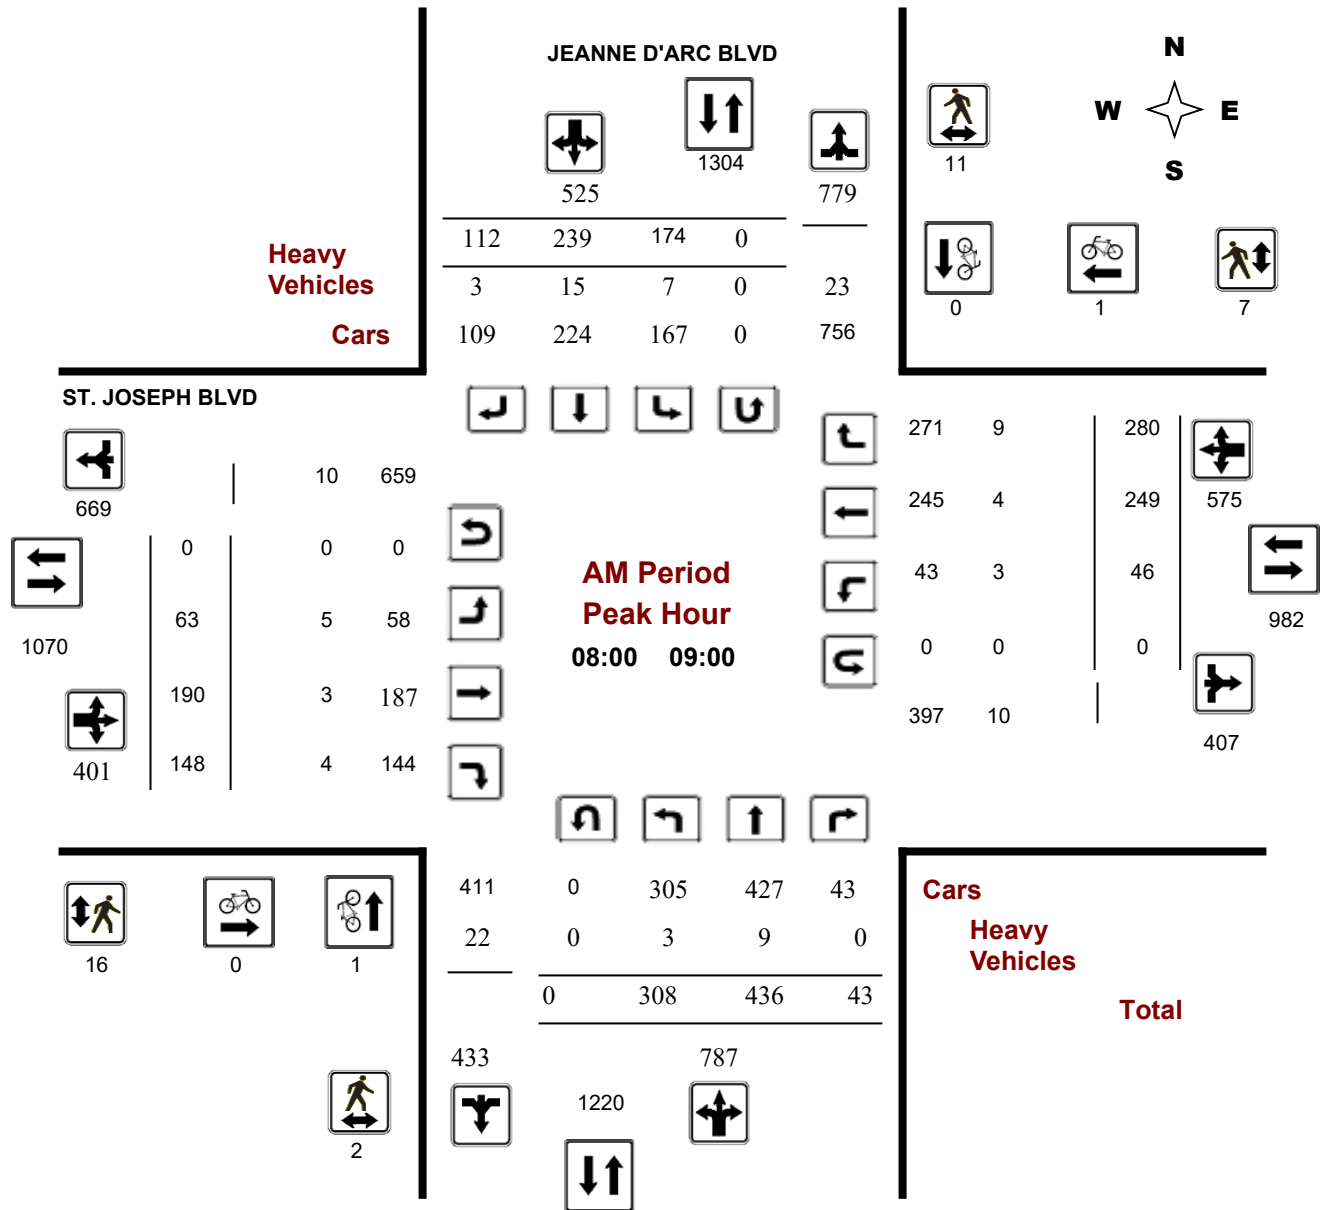 JEANNE D'ARC BLVD
N
W E
S
1304
11
525
779
112 239 174 0
Heavy
Vehicles
3 15 7 0 23
0 1 7
Cars
109 224 167 0 756
ST. JOSEPH BLVD
271 9 280
10 659
669
245 4 249 575
0 0 0
AM Period
43 3 46
Peak Hour
63 5 58
982
1070
08:00 09:00
0 0 0
190 3 187
397 10
407
401
148 4 144
411 0 305 427 43
Cars
22 0 3 9 0
Heavy
Vehicles
16 0 1
0 308 436 43
Total
433 787
1220
2